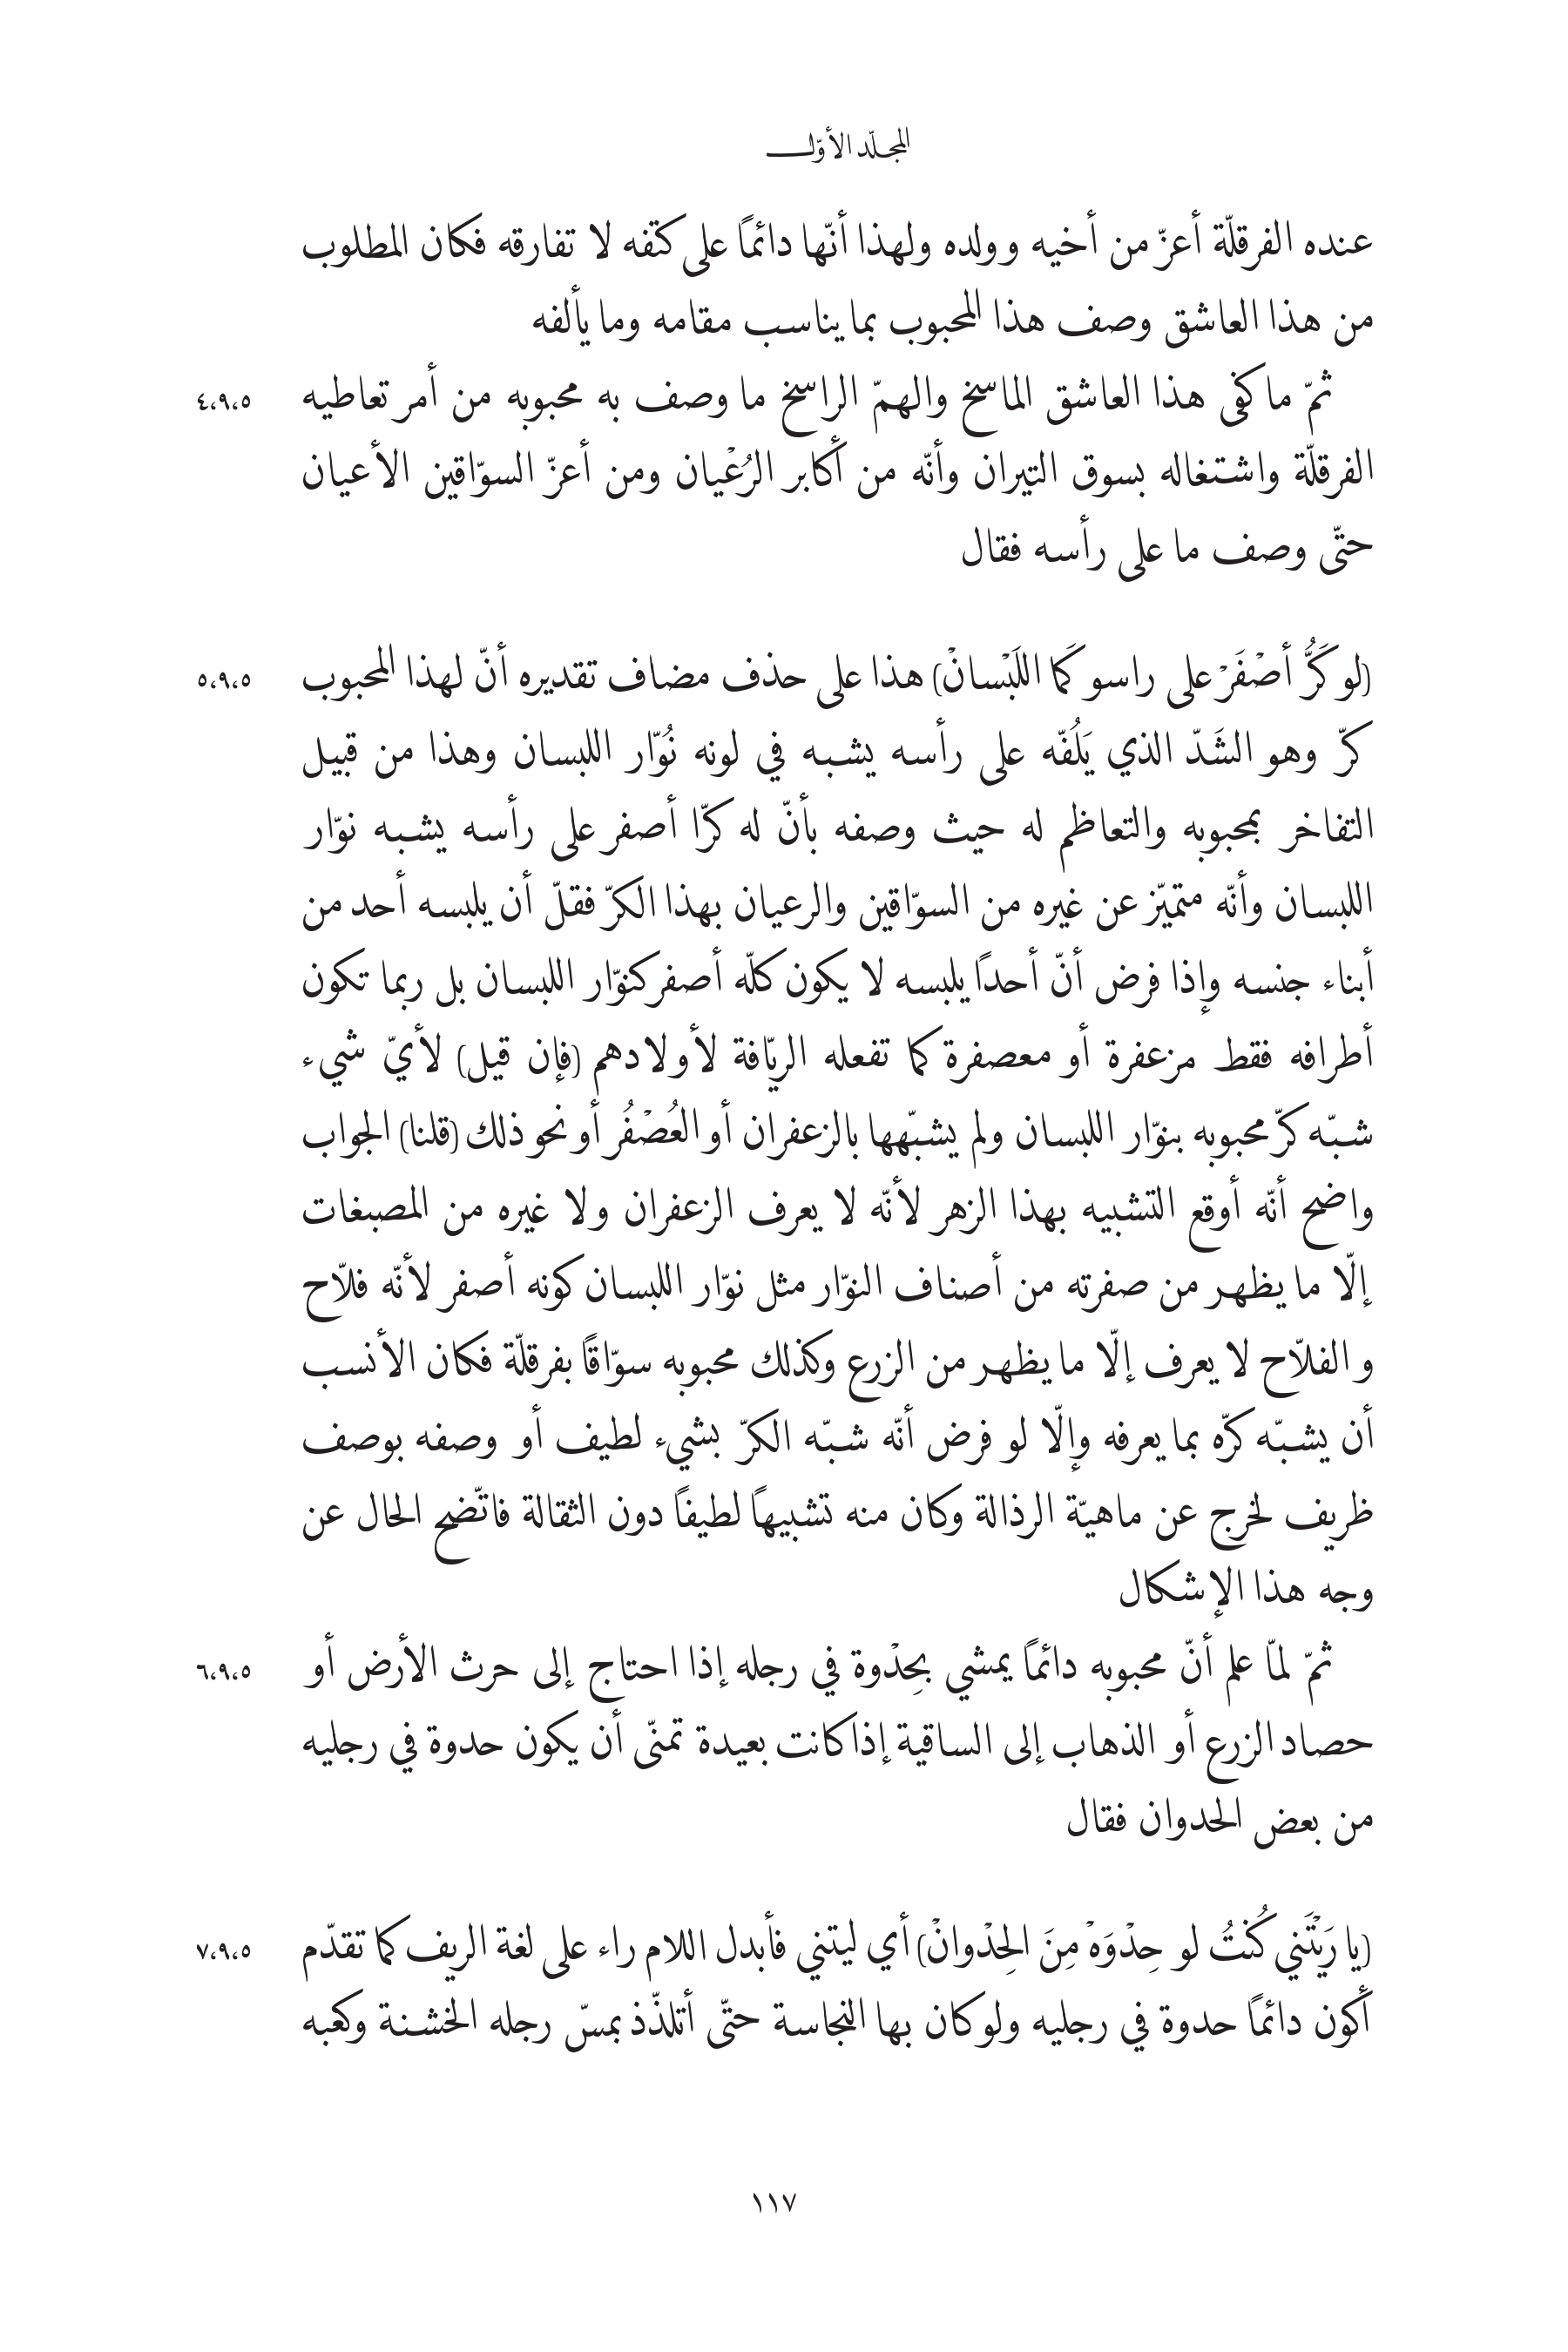 المجلّد الأوّل
عنده الفرقلّة أعزّ من أخيه وولده ولهذا أنّها دائمًا على كتفه لا تفارقه فكان المطلوب
من هذا العاشق وصف هذا المحبوب بما يناسب مقامه وما يألفه
٤،٩،٥ ثمّ ما كفى هذا العاشق الماسخ والهمّ الراسخ ما وصف به محبوبه من أمر تعاطيه
الفرقلّة واشتغاله بسوق التيران وأنّه من أكابر الرُعْيان ومن أعزّ السوّاقين الأعيان
حتّى وصف ما على رأسه فقال
٥،٩،٥ (لو كَرُّ أصْفَرْ على راسو كَما اللَبْسانْ) هذا على حذف مضاف تقديره أنّ لهذا المحبوب
كرّ وهو الشَدّ الذي يَلُفّه على رأسه يشبه في لونه نُوّار اللبسان وهذا من قبيل
التفاخر بمحبوبه والتعاظم له حيث وصفه بأنّ له كرًّا أصفر على رأسه يشبه نوّار
اللبسان وأنّه متميّز عن غيره من السوّاقين والرعيان بهذا الكرّ فقلّ أن يلبسه أحد من
أبناء جنسه وإذا فرض أنّ أحدًا يلبسه لا يكون كلّه أصفر كنوّار اللبسان بل ربما تكون
أطرافه فقط مزعفرة أو معصفرة كما تفعله الريّافة لأولادهم (فإن قيل) لأيّ شيء
شبّه كرّ محبوبه بنوّار اللبسان ولم يشبّهها بالزعفران أو العُصْفُر أو نحو ذلك (قلنا) الجواب
واضح أنّه أوقع التشبيه بهذا الزهر لأنّه لا يعرف الزعفران ولا غيره من المصبغات
إلّا ما يظهر من صفرته من أصناف النوّار مثل نوّار اللبسان كونه أصفر لأنّه فلّاح
والفلّاح لا يعرف إلّا ما يظهر من الزرع وكذلك محبوبه سوّاقًا بفرقلّة فكان الأنسب
أن يشبّه كرّه بما يعرفه وإلّا لو فرض أنّه شبّه الكرّ بشيء لطيف أو وصفه بوصف
ظريف لخرج عن ماهيّة الرذالة وكان منه تشبيهًا لطيفًا دون الثقالة فاتّضح الحال عن
وجه هذا الإشكال
٦،٩،٥ ثمّ لمّا علم أنّ محبوبه دائمًا يمشي بحِدْوة في رجله إذا احتاج إلى حرث الأرض أو
حصاد الزرع أو الذهاب إلى الساقية إذا كانت بعيدة تمنّى أن يكون حدوة في رجليه
من بعض الحدوان فقال
٧،٩،٥ (يا رَيْتَني كُنْتُ لو حِدْوَهْ مِنَ الحِدْوانْ) أي ليتني فأبدل اللام راء على لغة الريف كما تقدّم
أكون دائمًا حدوة في رجليه ولو كان بها النجاسة حتّى أتلذّذ بمسّ رجله الخشنة وكعبه
١١٧